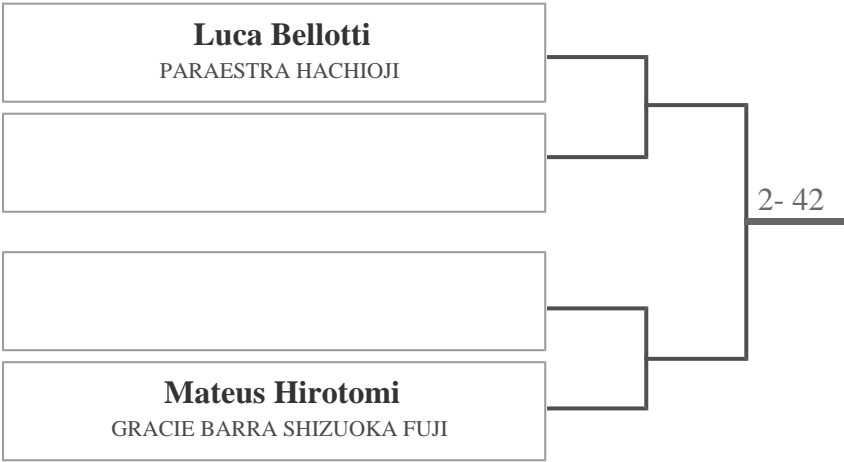 Luca Bellotti
PARAESTRA HACHIOJI
2- 42
Mateus Hirotomi
GRACIE BARRA SHIZUOKA FUJI